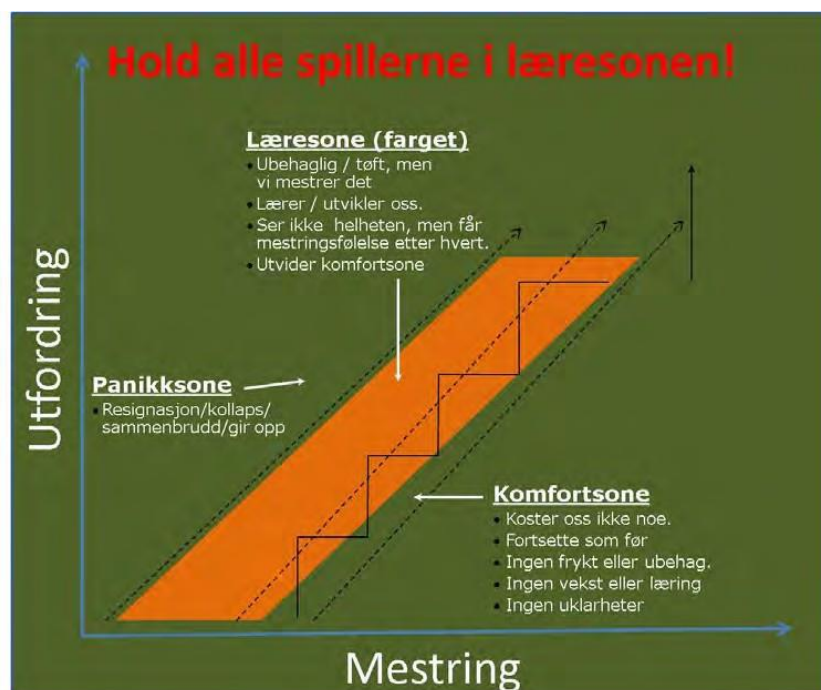 Hold alle spillerne i læresonen!
Læresone (farget)
• Ubehaglig / tøft, men
vi mestrer det
• Lærer / utvikler oss.
• Ser ikke helheten, men får
mestringsfølelse etter hvert.
• Utvider komfortsone
Utfordring
Panikksone
• Resignasjon/kollaps/
sammenbrudd/gir opp
Komfortsone
• Koster oss ikke noe.
• Fortsette som før
• Ingen frykt eller ubehag.
• Ingen vekst eller læring
• Ingen uklarheter
Mestring